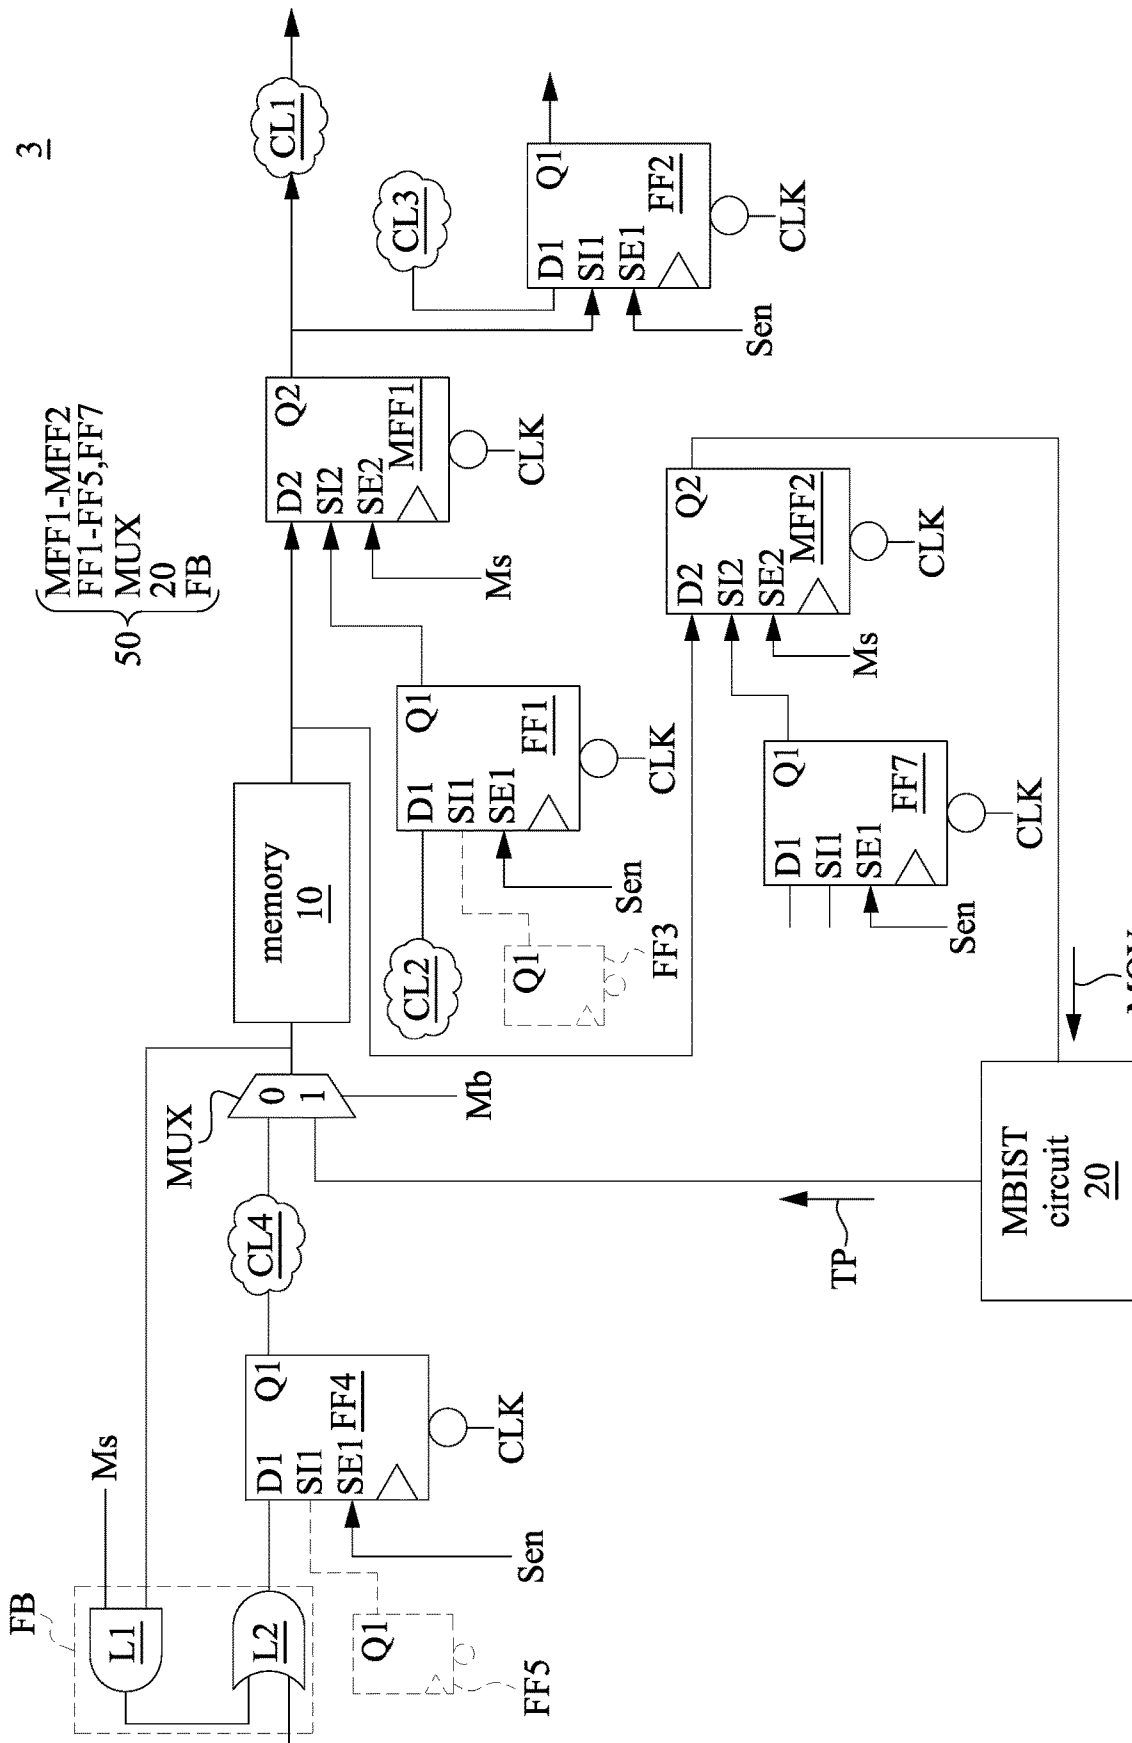 3
MFF1-MFF2
FF1-FF5,FF7
MUX
20
FB
50
FB
L1
Ms
L2
Q1
FF5
D1
SI1
SE1
Q1
FF4
Sen
CLK
CL4
MUX
0
1
Mb
memory
10
CL2
Q1
FF3
D1
SI1
SE1
Q1
FF1
Sen
CLK
D2
SI2
SE2
Q2
MFF1
Ms
CLK
CL1
CL3
D1
SI1
SE1
Q1
FF2
Sen
CLK
D1
SI1
SE1
Q1
FF7
Sen
CLK
D2
SI2
SE2
Q2
MFF2
Ms
CLK
TP
MBIST
circuit
20